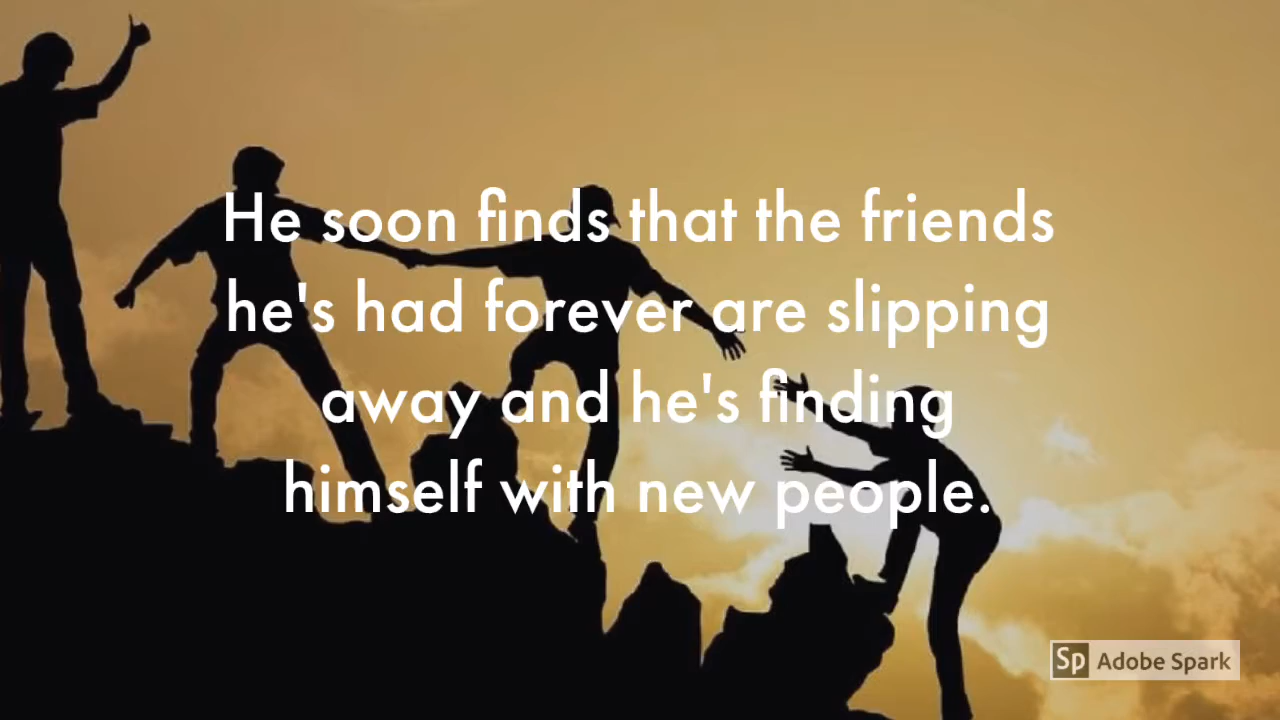 He soon finds that the friends
he's had forever are slipping
away and he's finding
himself with new people.
Sp Adobe Spark